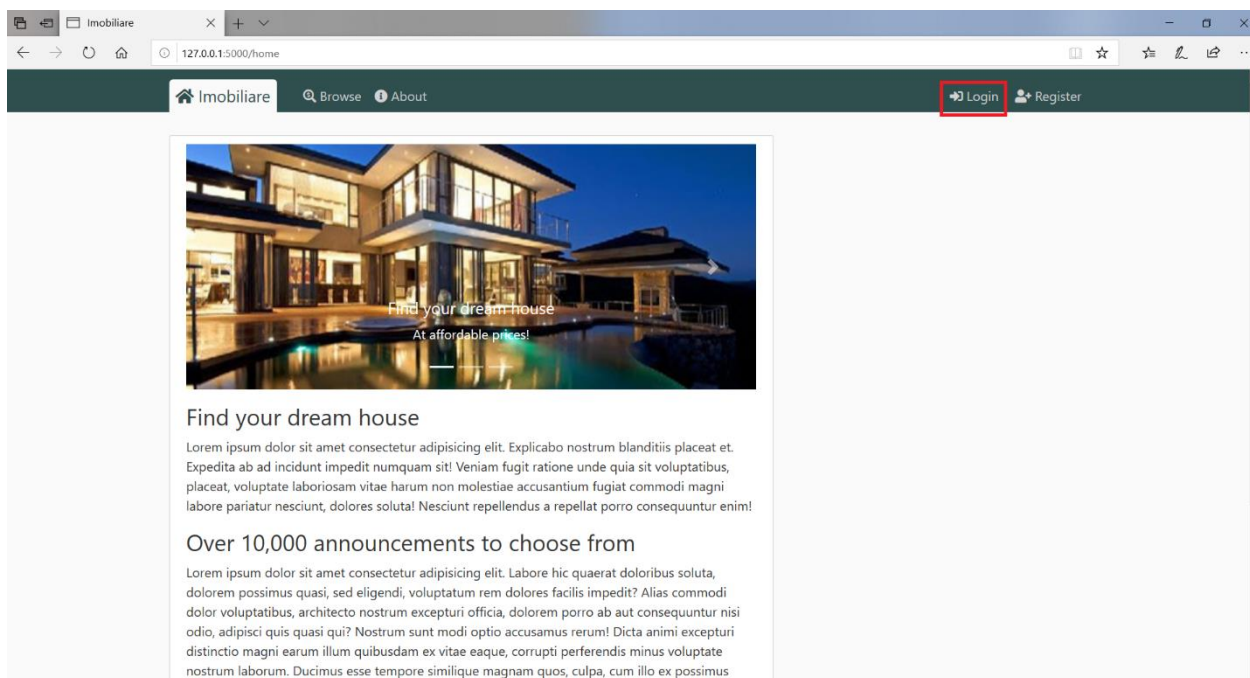 Imobiliare
127.0.0.1:5000/home
Imobiliare Browse About Login Register
Find your dream house
At affordable prices!
Find your dream house
Lorem ipsum dolor sit amet consectetur adipisicing elit. Explicabo nostrum blanditiis placeat et.
Expedita ab ad incidunt impedit numquam sit! Veniam fugit ratione unde quia sit voluptatibus,
placeat, voluptate laboriosam vitae harum non molestiae accusantium fugiat commodi magni
labore pariatur nesciunt, dolores soluta! Nesciunt repellendus a repellat porro consequuntur enim!
Over 10,000 announcements to choose from
Lorem ipsum dolor sit amet consectetur adipisicing elit. Labore hic quaerat doloribus soluta,
dolorem possimus quasi, sed eligendi, voluptatum rem dolores facilis impedit? Alias commodi
dolor voluptatibus, architecto nostrum excepturi officia, dolorem porro ab aut consequuntur nisi
odio, adipisci quis quasi qui? Nostrum sunt modi optio accusamus rerum! Dicta animi excepturi
distinctio magni earum illum quibusdam ex vitae eaque, corrupti perferendis minus voluptate
nostrum laborum. Ducimus esse tempore similique magnam quos, culpa, cum illo ex possimus